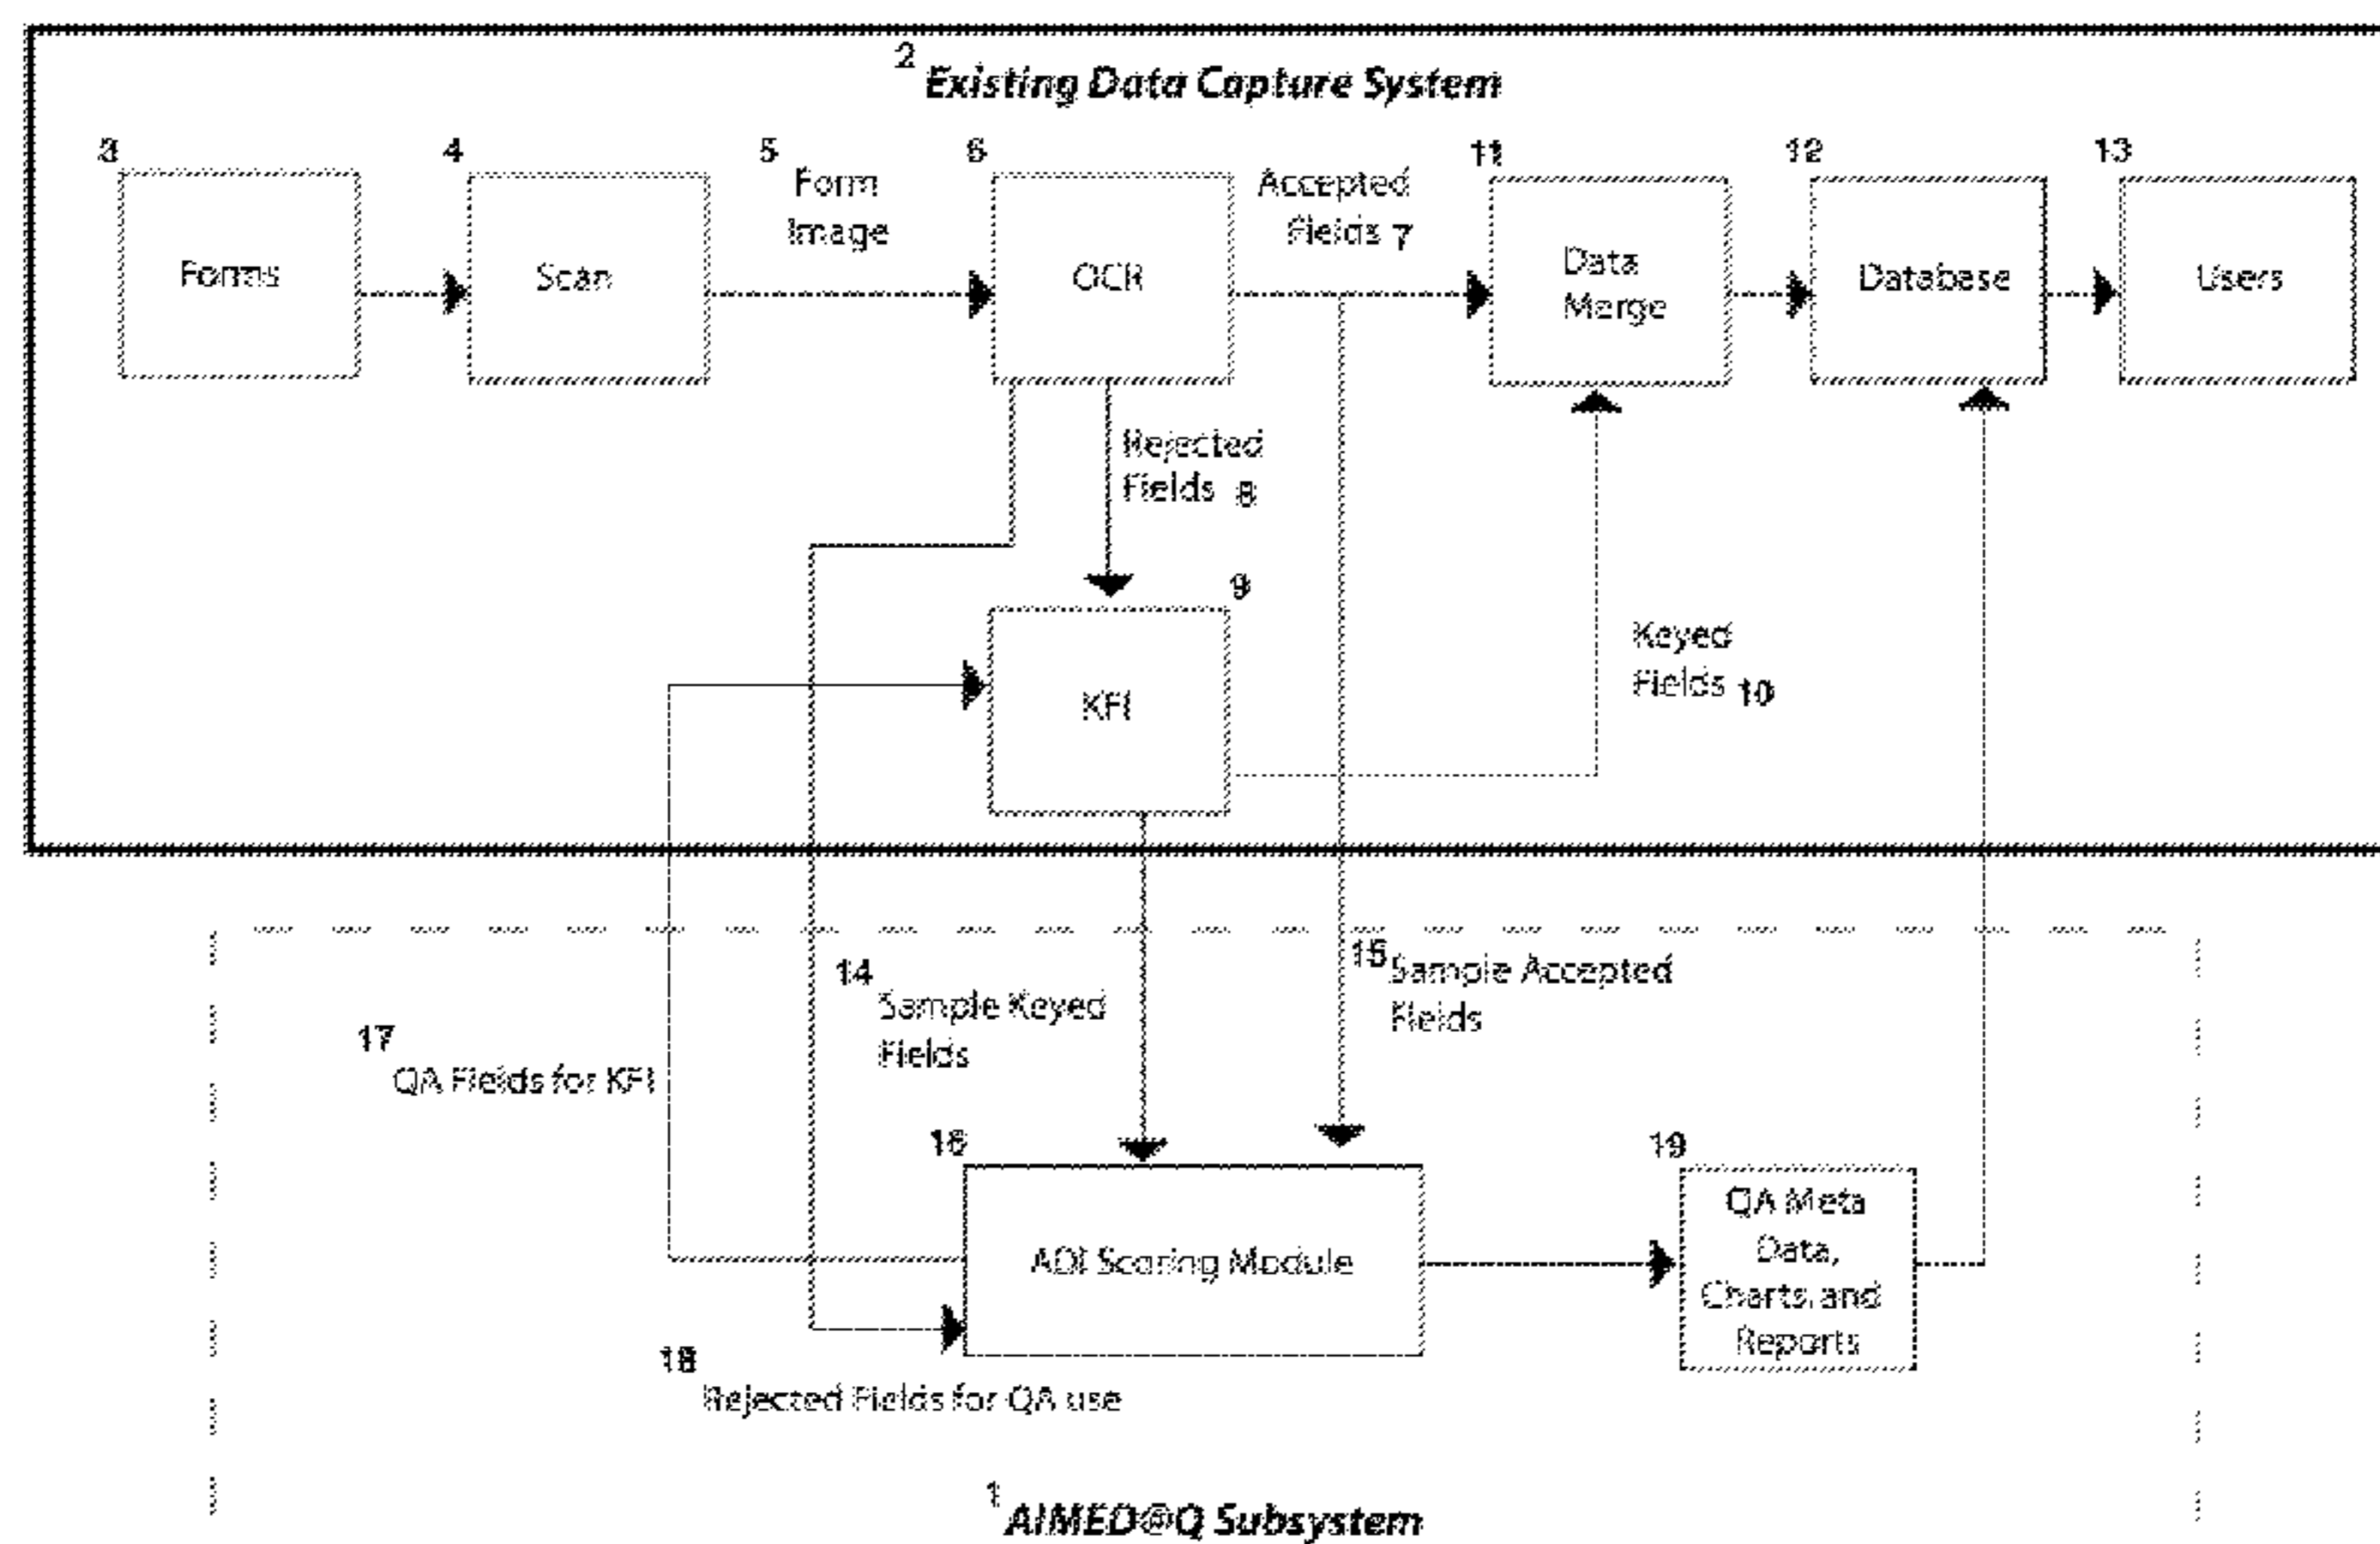 2 Existing Data Capture System
3
4
5
6
11
12
13
Form
Image
Accepted
Fields 7
Forms
Scan
OCR
Data
Merge
Database
Users
Rejected
Fields 8
9
KFI
Keyed
Fields 10
14
Sample Keyed
Fields
15
Sample Accepted
Fields
17
QA Fields for KFI
16
ADI Scoring Module
19
QA Meta
Data,
Charts and
Reports
18
Rejected Fields for QA use
1 AIMED@Q Subsystem